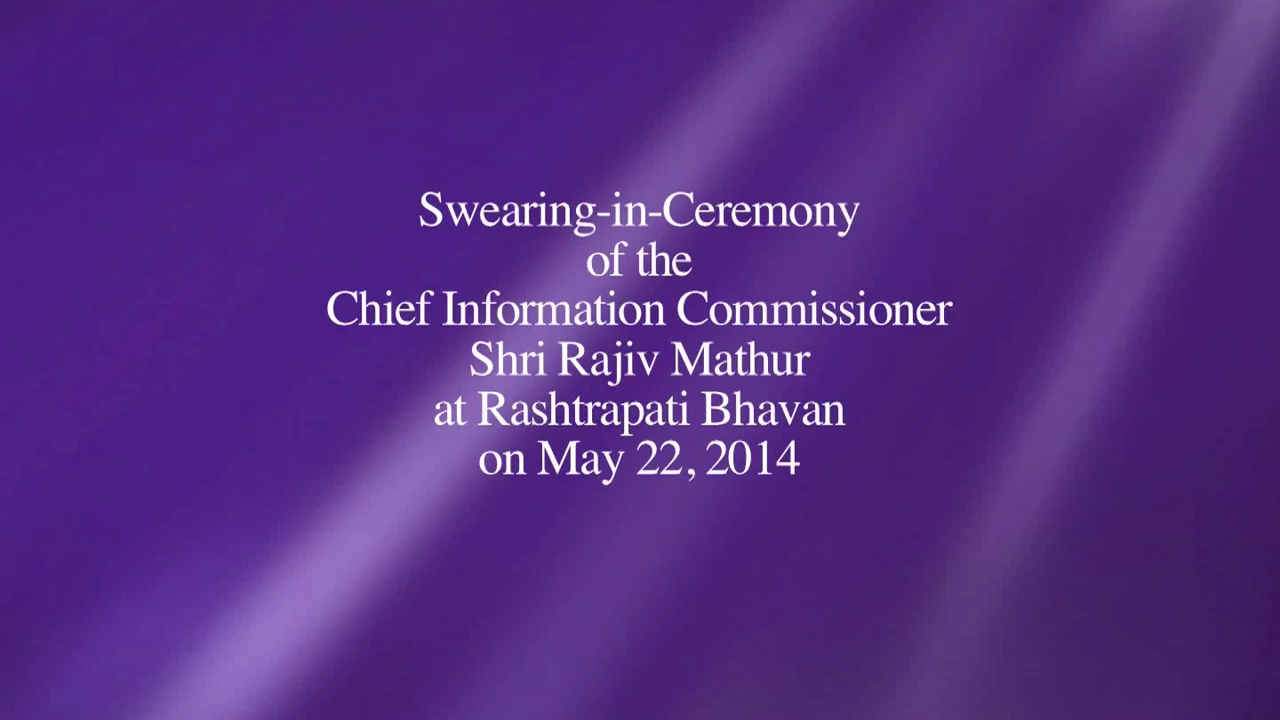 Swearing-in-Ceremony
of the
Chief Information Commissioner
Shri Rajiv Mathur
at Rashtrapati Bhavan
on May 22, 2014